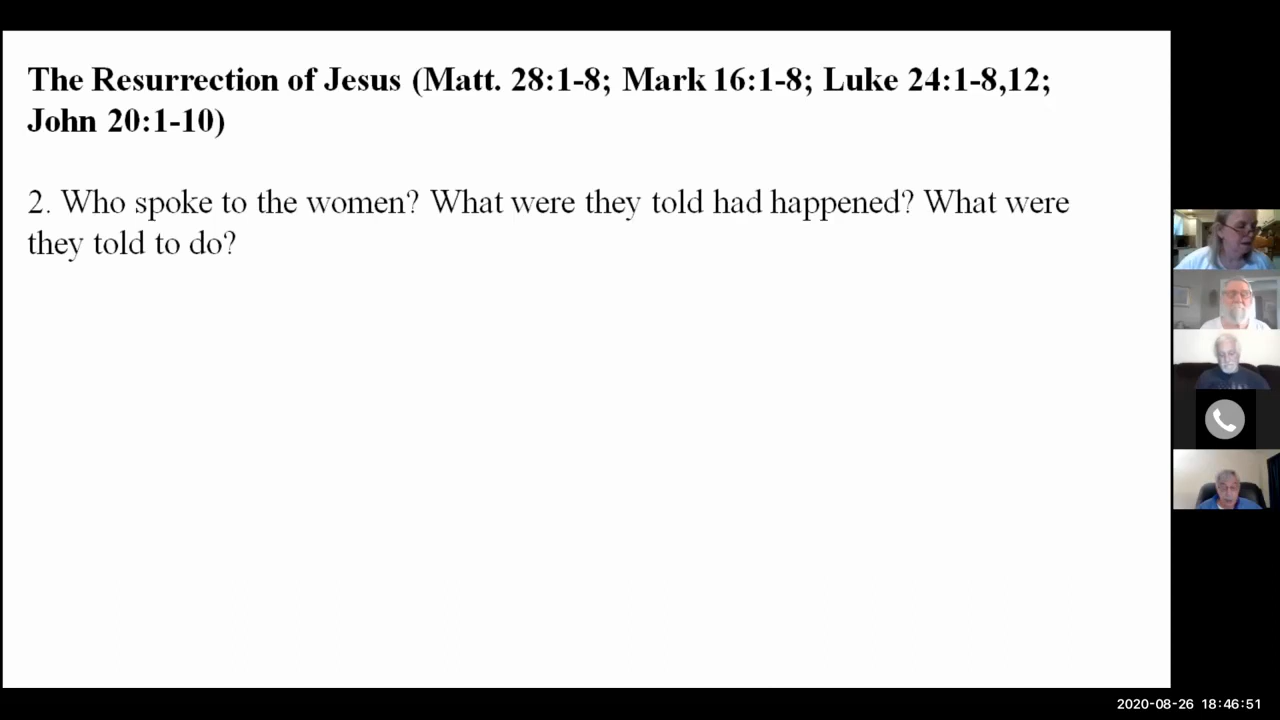 The Resurrection of Jesus (Matt. 28:1-8; Mark 16:1-8; Luke 24:1-8,12;
John 20:1-10)
2. Who spoke to the women? What were they told had happened? What were
they told to do?
2020-08-26 18:46:51